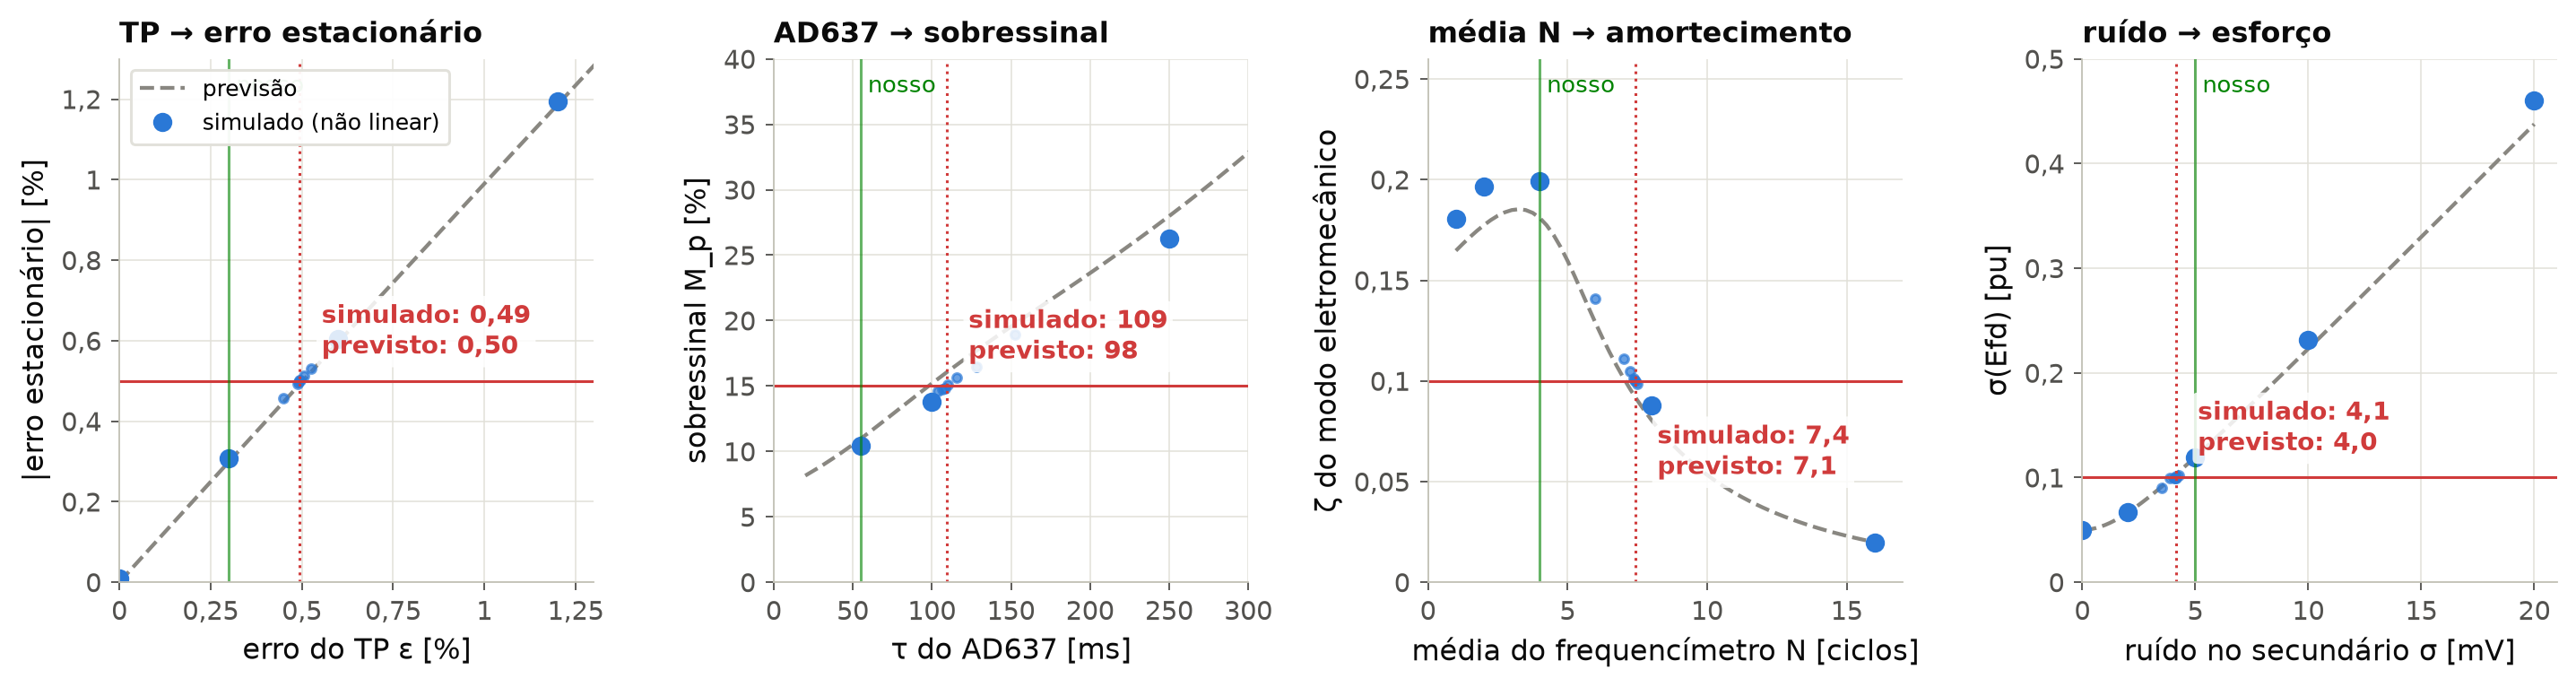 TP → erro estacionário
previsão
simulado (não linear)
|erro estacionário| [%]
1,2
1
0,8
0,6
0,4
0,2
0
simulado: 0,49
previsto: 0,50
0 0,25 0,5 0,75 1 1,25
erro do TP ε [%]
AD637 → sobressinal
nosso
sobressinal M_p [%]
40
35
30
25
20
15
10
5
0
simulado: 109
previsto: 98
0 50 100 150 200 250 300
τ do AD637 [ms]
média N → amortecimento
nosso
ζ do modo eletromecânico
0,25
0,2
0,15
0,1
0,05
0
simulado: 7,4
previsto: 7,1
0 5 10 15
média do frequencímetro N [ciclos]
ruído → esforço
nosso
σ(Efd) [pu]
0,5
0,4
0,3
0,2
0,1
0
simulado: 4,1
previsto: 4,0
0 5 10 15 20
ruído no secundário σ [mV]